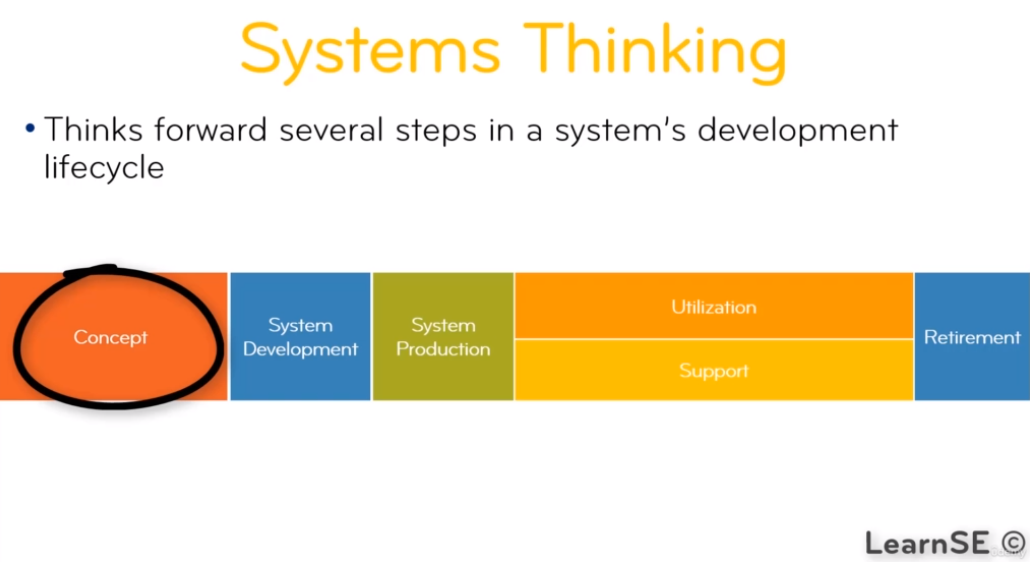 Systems Thinking
• Thinks forward several steps in a system's development
lifecycle
Concept
System
Development
System
Production
Utilization
Support
Retirement
LearnSE ©